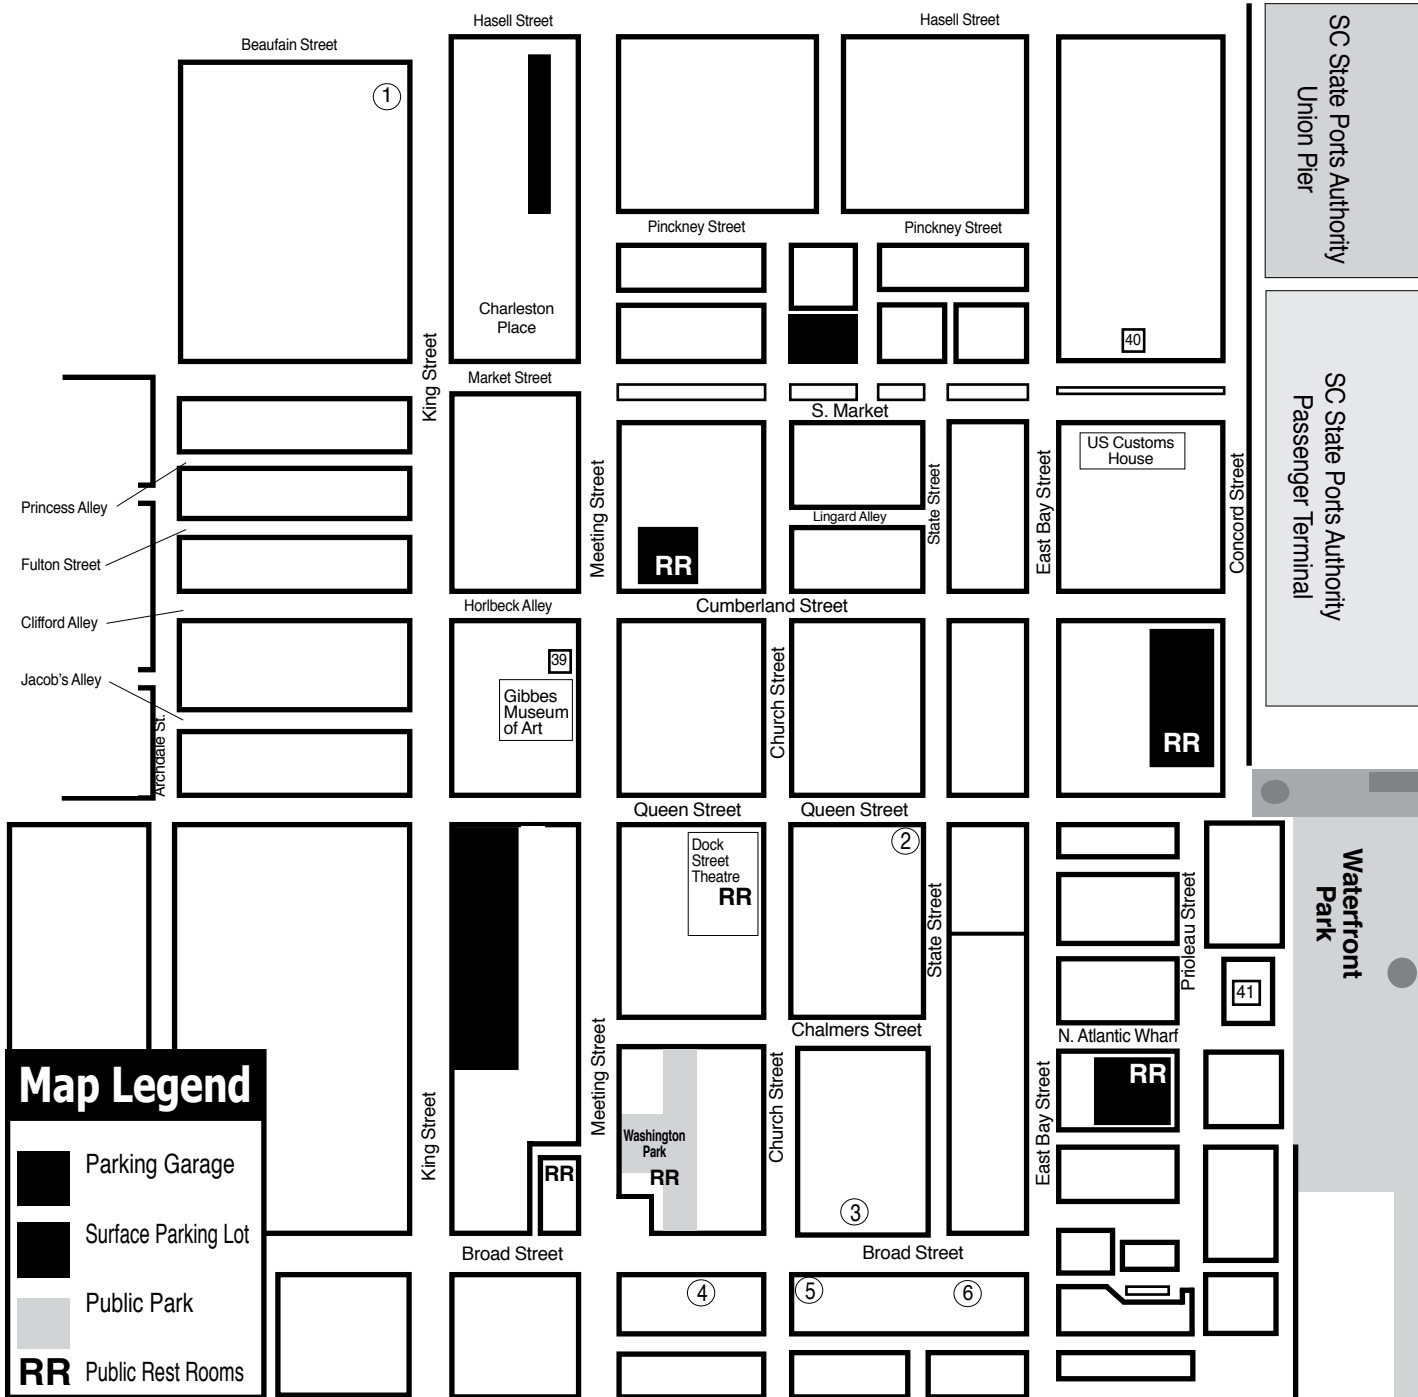 Hasell Street
Hasell Street
Beaufain Street
1
SC State Ports Authority
Union Pier
Pinckney Street
Pinckney Street
Charleston
Place
40
King Street
Market Street
S. Market
SC State Ports Authority
Passenger Terminal
US Customs
House
Meeting Street
State Street
East Bay Street
Concord Street
Princess Alley
Lingard Alley
Fulton Street
RR
Horlbeck Alley
Cumberland Street
Clifford Alley
39
Church Street
Jacob's Alley
Gibbes
Museum
of Art
RR
Archdale St.
Queen Street
Queen Street
2
Dock
Street
Theatre
RR
Waterfront
Park
State Street
Prioleau Street
41
Chalmers Street
N. Atlantic Wharf
Meeting Street
King Street
Church Street
East Bay Street
RR
Washington
Park
RR
RR
3
Broad Street
Broad Street
4
5
6
Map Legend
Parking Garage
Surface Parking Lot
Public Park
RR Public Rest Rooms